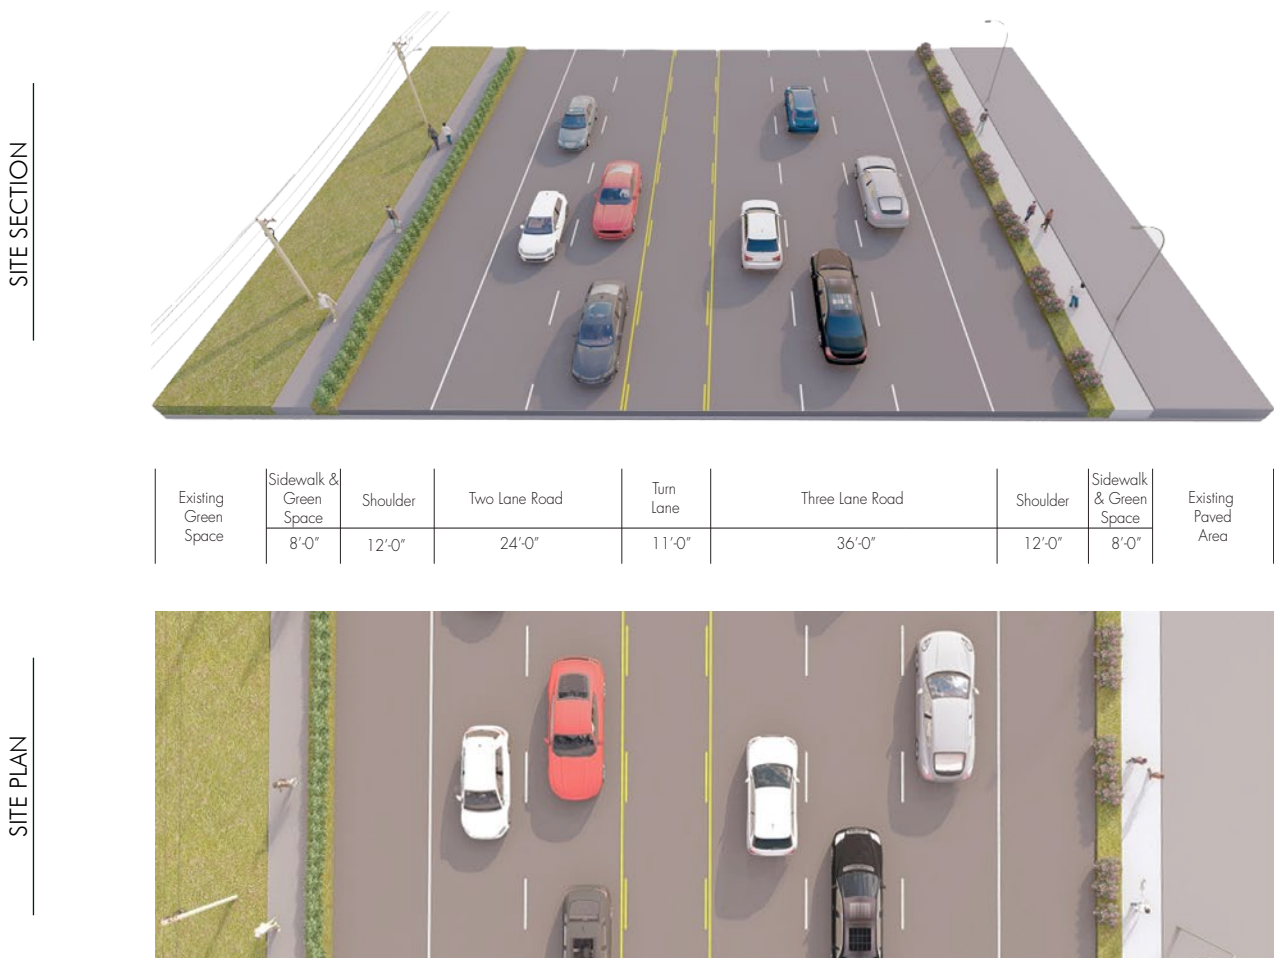 SITE SECTION
Existing
Green
Space
Sidewalk &
Green
Space
8'-0"
Shoulder
12'-0"
Two Lane Road
24'-0"
Turn
Lane
11'-0"
Three Lane Road
36'-0"
Shoulder
12'-0"
Sidewalk
& Green
Space
8'-0"
Existing
Paved
Area
SITE PLAN